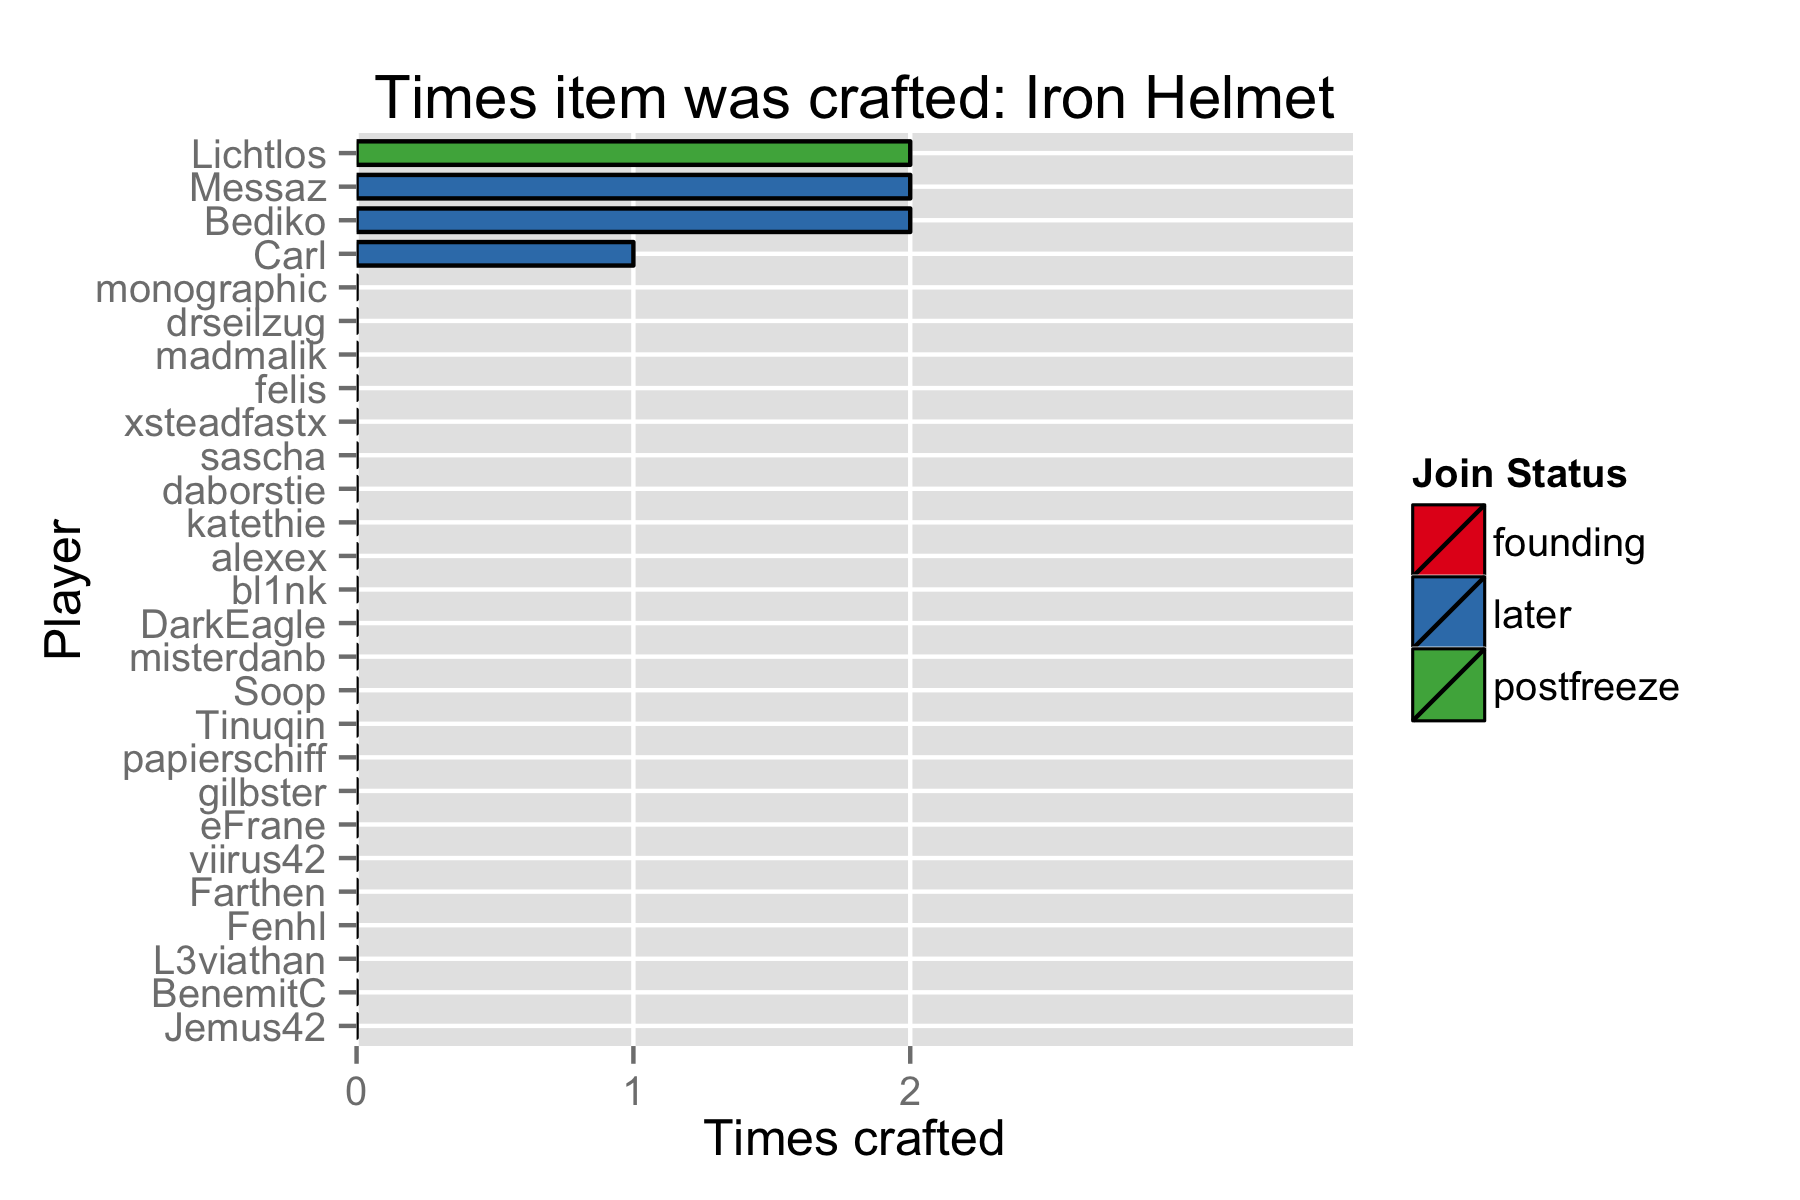 Times item was crafted: Iron Helmet
Lichtlos
Messaz
Bediko
Carl
monographic
drseilzug
madmalik
felis
xsteadfastx
sascha
daborstie
katethie
alexex
bl1nk
DarkEagle
misterdanb
Soop
Tinuqin
papierschiff
gilbster
eFrane
viirus42
Farthen
Fenhl
L3viathan
BenemitC
Jemus42
Player
0 1 2
Times crafted
Join Status
founding
later
postfreeze